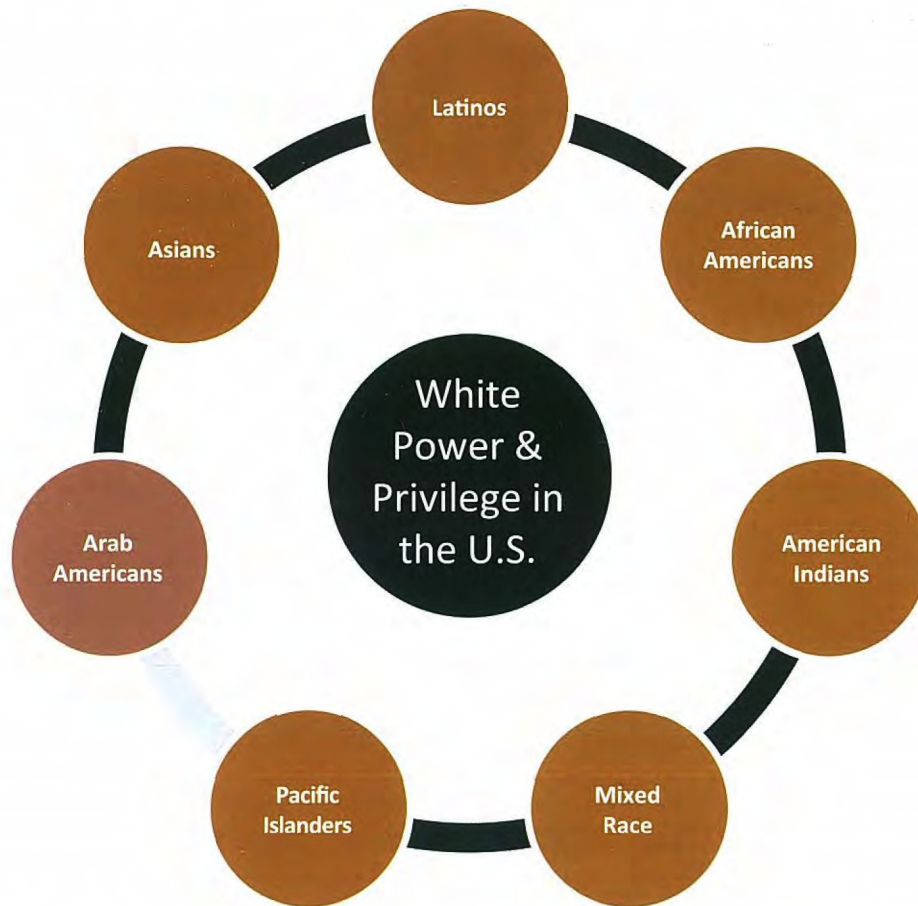 Latinos
African
Americans
American
Indians
Mixed
Race
Pacific
Islanders
Arab
Americans
Asians
White
Power &
Privilege in
the U.S.